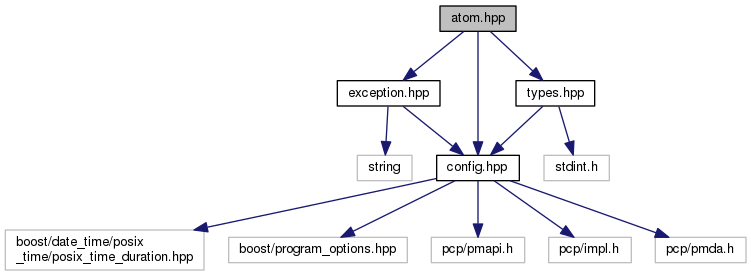 atom.hpp
exception.hpp
types.hpp
string
config.hpp
stdint.h
boost/date_time/posix
_time/posix_time_duration.hpp
boost/program_options.hpp
pcp/pmapi.h
pcp/impl.h
pcp/pmda.h